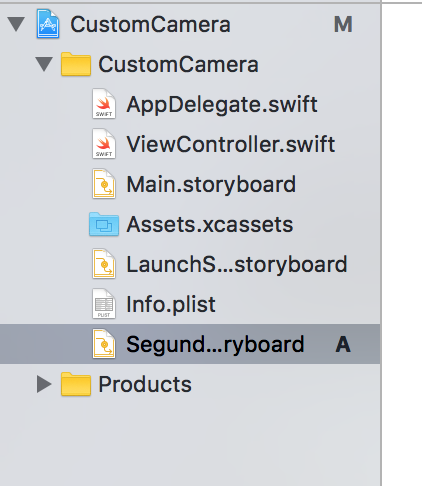 CustomCamera M
CustomCamera
SWIFT AppDelegate.swift
SWIFT ViewController.swift
Main.storyboard
Assets.xcassets
LaunchS...storyboard
PLIST Info.plist
Segund...ryboard A
Products